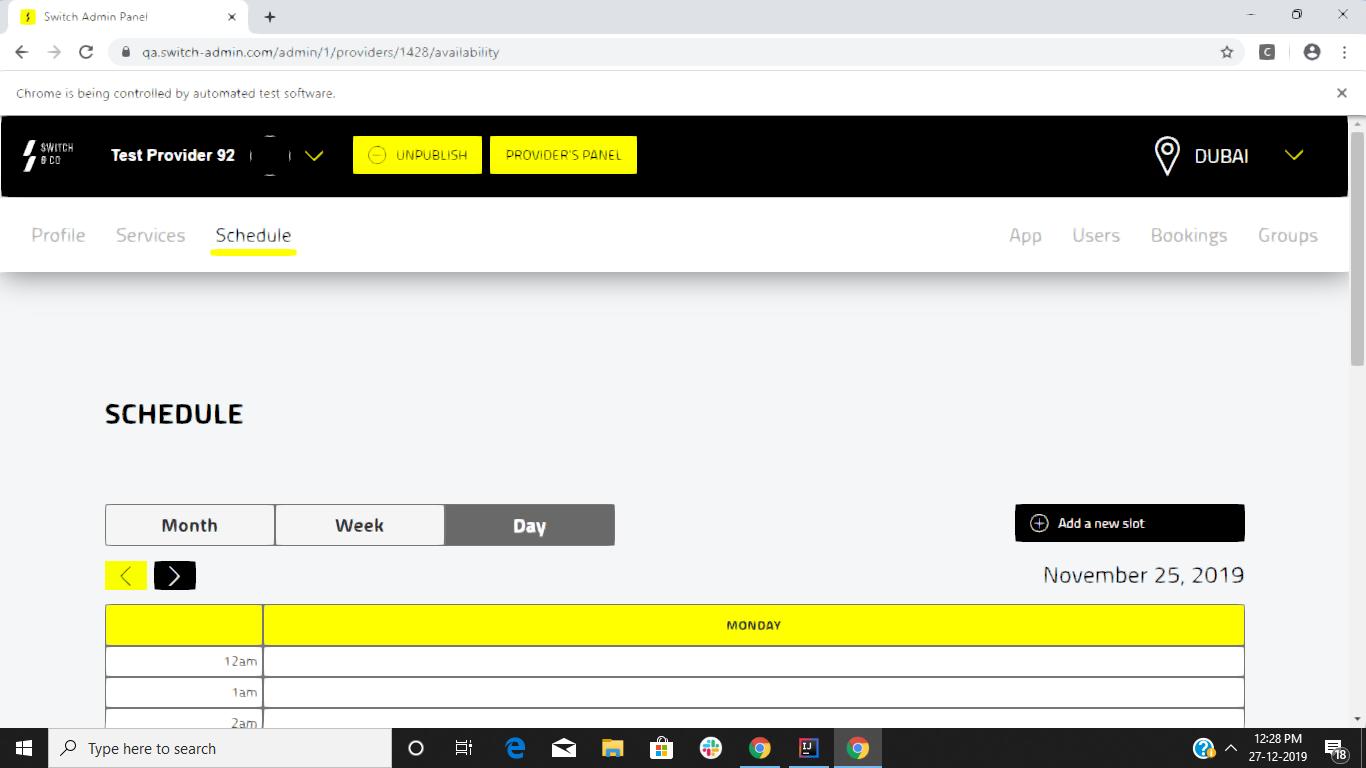 Switch Admin Panel
qa.switch-admin.com/admin/1/providers/1428/availability
C
Chrome is being controlled by automated test software.
SWITCH
& CO
Test Provider 92
UNPUBLISH
PROVIDER'S PANEL
DUBAI
Profile Services Schedule App Users Bookings Groups
SCHEDULE
Month Week Day
Add a new slot
November 25, 2019
MONDAY
12am
1am
2am
Type here to search
IJ
12:28 PM
27-12-2019
18